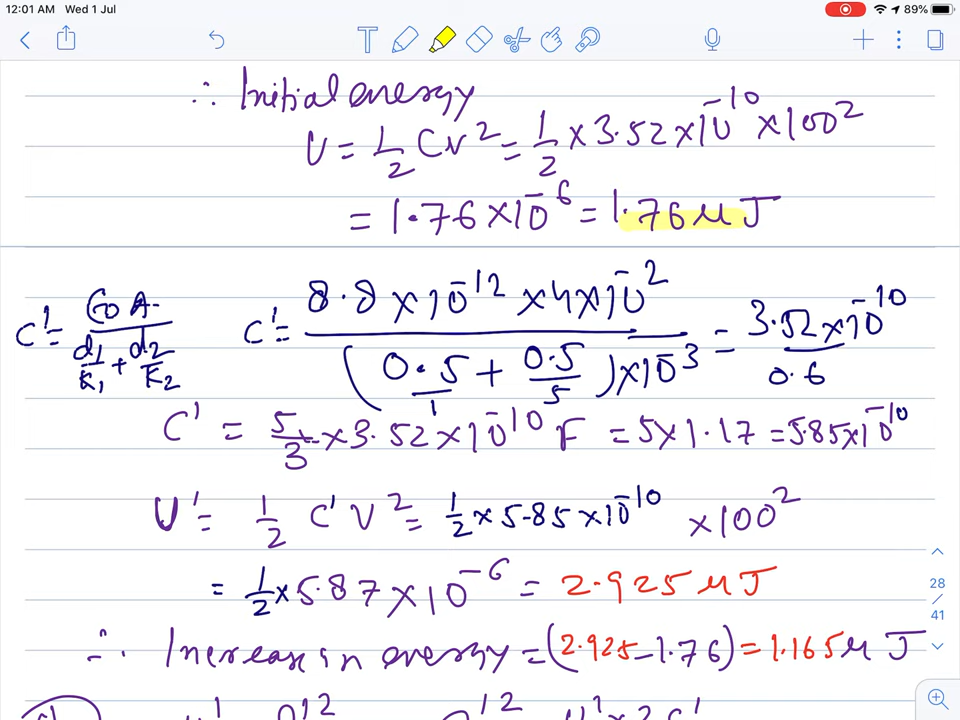 12:01 AM Wed 1 Jul 89%
∴ Initial energy
U = 1/2 CV² = 1/2 × 3.52 × 10⁻¹⁰ × 100²
= 1.76 × 10⁻⁶ = 1.76 μ J
C' = ϵ₀ A / (d₁/K₁ + d₂/K₂) C' = 8.8 × 10⁻¹² × 4 × 10⁻² / ((0.5/1 + 0.5/5) × 10⁻³) = 3.52 × 10⁻¹⁰ / 0.6
C' = 5/3 × 3.52 × 10⁻¹⁰ F = 5 × 1.17 = 5.85 × 10⁻¹⁰
U' = 1/2 C' V² = 1/2 × 5.85 × 10⁻¹⁰ × 100²
= 1/2 × 5.87 × 10⁻⁶ = 2.925 μ J
∴ Increase in energy = (2.925 – 1.76) = 1.165 μ J
28 / 41